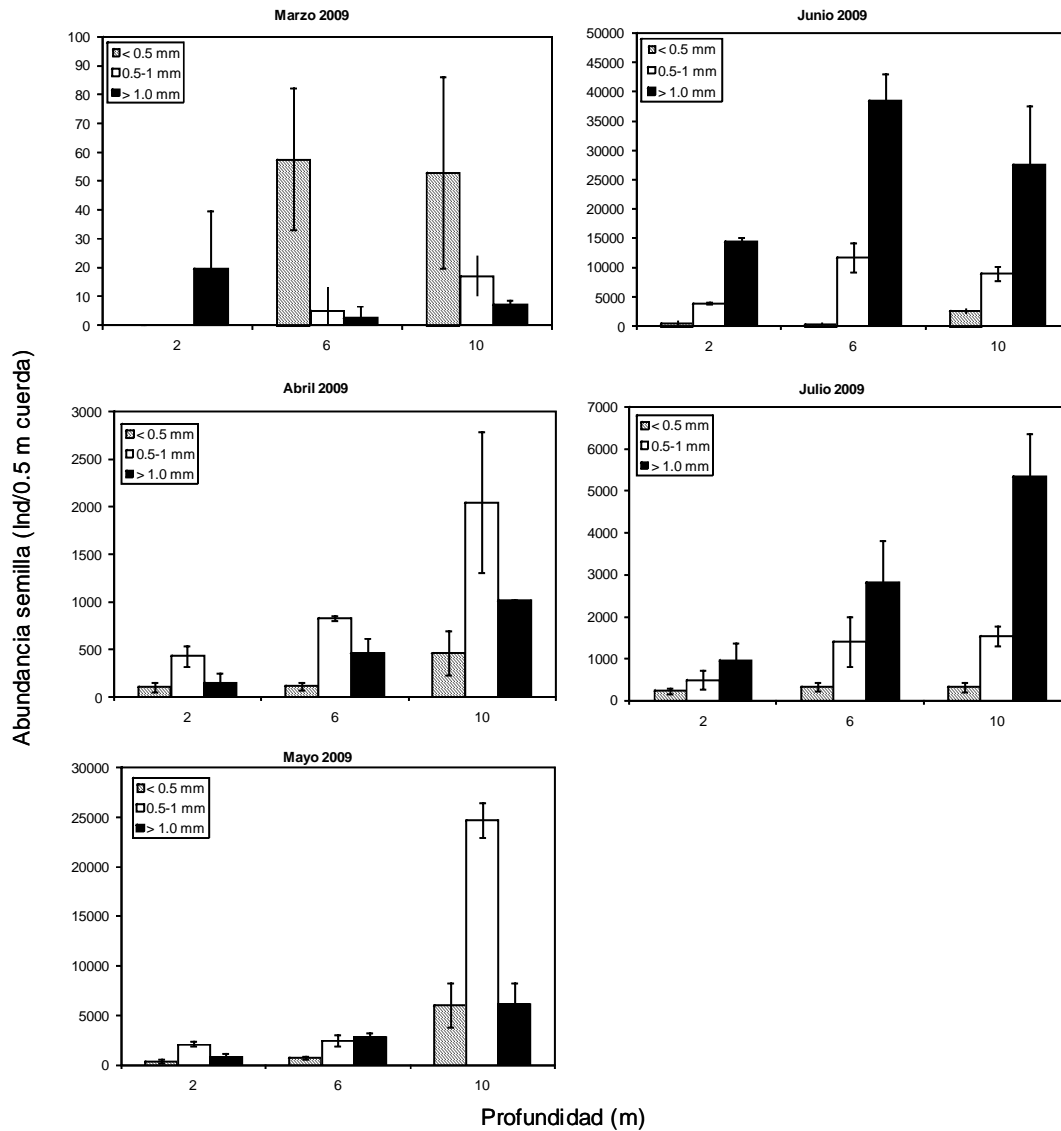 Abundancia semilla (Ind/0.5 m cuerda)
Marzo 2009
< 0.5 mm
0.5-1 mm
> 1.0 mm
100
90
80
70
60
50
40
30
20
10
0
2 6 10
Abril 2009
< 0.5 mm
0.5-1 mm
> 1.0 mm
3000
2500
2000
1500
1000
500
0
2 6 10
Mayo 2009
< 0.5 mm
0.5-1 mm
> 1.0 mm
30000
25000
20000
15000
10000
5000
0
2 6 10
Junio 2009
< 0.5 mm
0.5-1 mm
> 1.0 mm
50000
45000
40000
35000
30000
25000
20000
15000
10000
5000
0
2 6 10
Julio 2009
< 0.5 mm
0.5-1 mm
> 1.0 mm
7000
6000
5000
4000
3000
2000
1000
0
2 6 10
Profundidad (m)